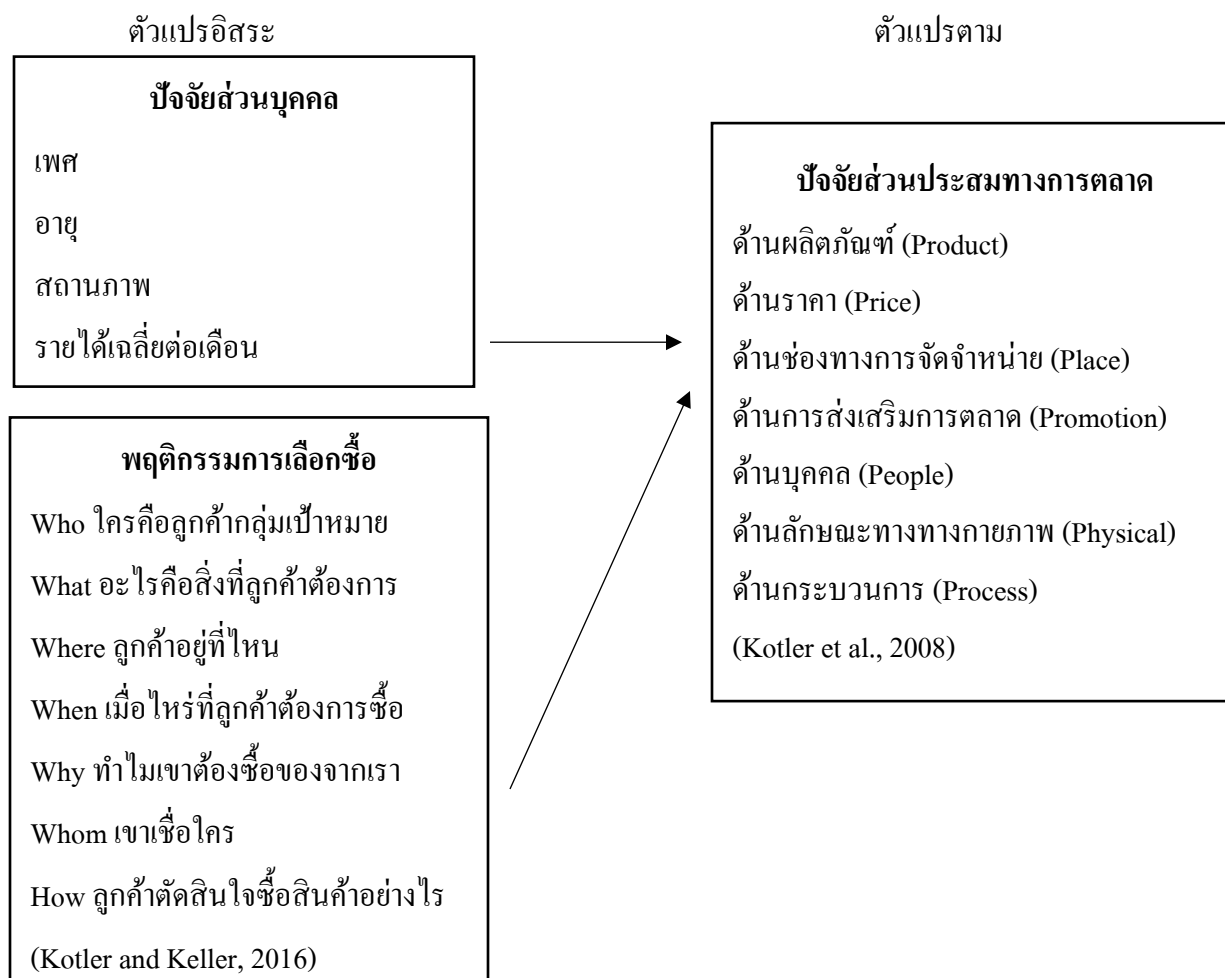 ตัวแปรอิสระ
ปัจจัยส่วนบุคคล
เพศ
อายุ
สถานภาพ
รายได้เฉลี่ยต่อเดือน
พฤติกรรมการเลือกซื้อ
Who ใครคือลูกค้ากลุ่มเป้าหมาย
What อะไรคือสิ่งที่ลูกค้าต้องการ
Where ลูกค้าอยู่ที่ไหน
When เมื่อไหร่ที่ลูกค้าต้องการซื้อ
Why ทำไมเขาต้องซื้อของจากเรา
Whom เขาเชื่อใคร
How ลูกค้าตัดสินใจซื้อสินค้าอย่างไร
(Kotler and Keller, 2016)
ตัวแปรตาม
ปัจจัยส่วนประสมทางการตลาด
ด้านผลิตภัณฑ์ (Product)
ด้านราคา (Price)
ด้านช่องทางการจัดจำหน่าย (Place)
ด้านการส่งเสริมการตลาด (Promotion)
ด้านบุคคล (People)
ด้านลักษณะทางทางกายภาพ (Physical)
ด้านกระบวนการ (Process)
(Kotler et al., 2008)